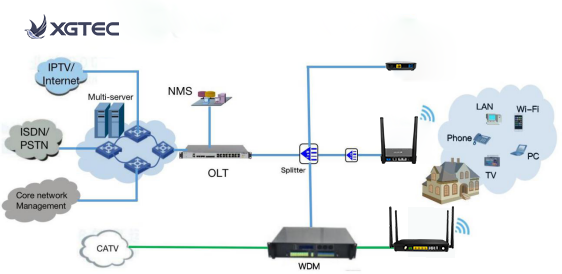 XGTEC
IPTV/
Internet
Multi-server
NMS
ISDN/
PSTN
OLT
Splitter
Core network
Management
CATV
WDM
LAN
Wi-Fi
Phone
PC
TV